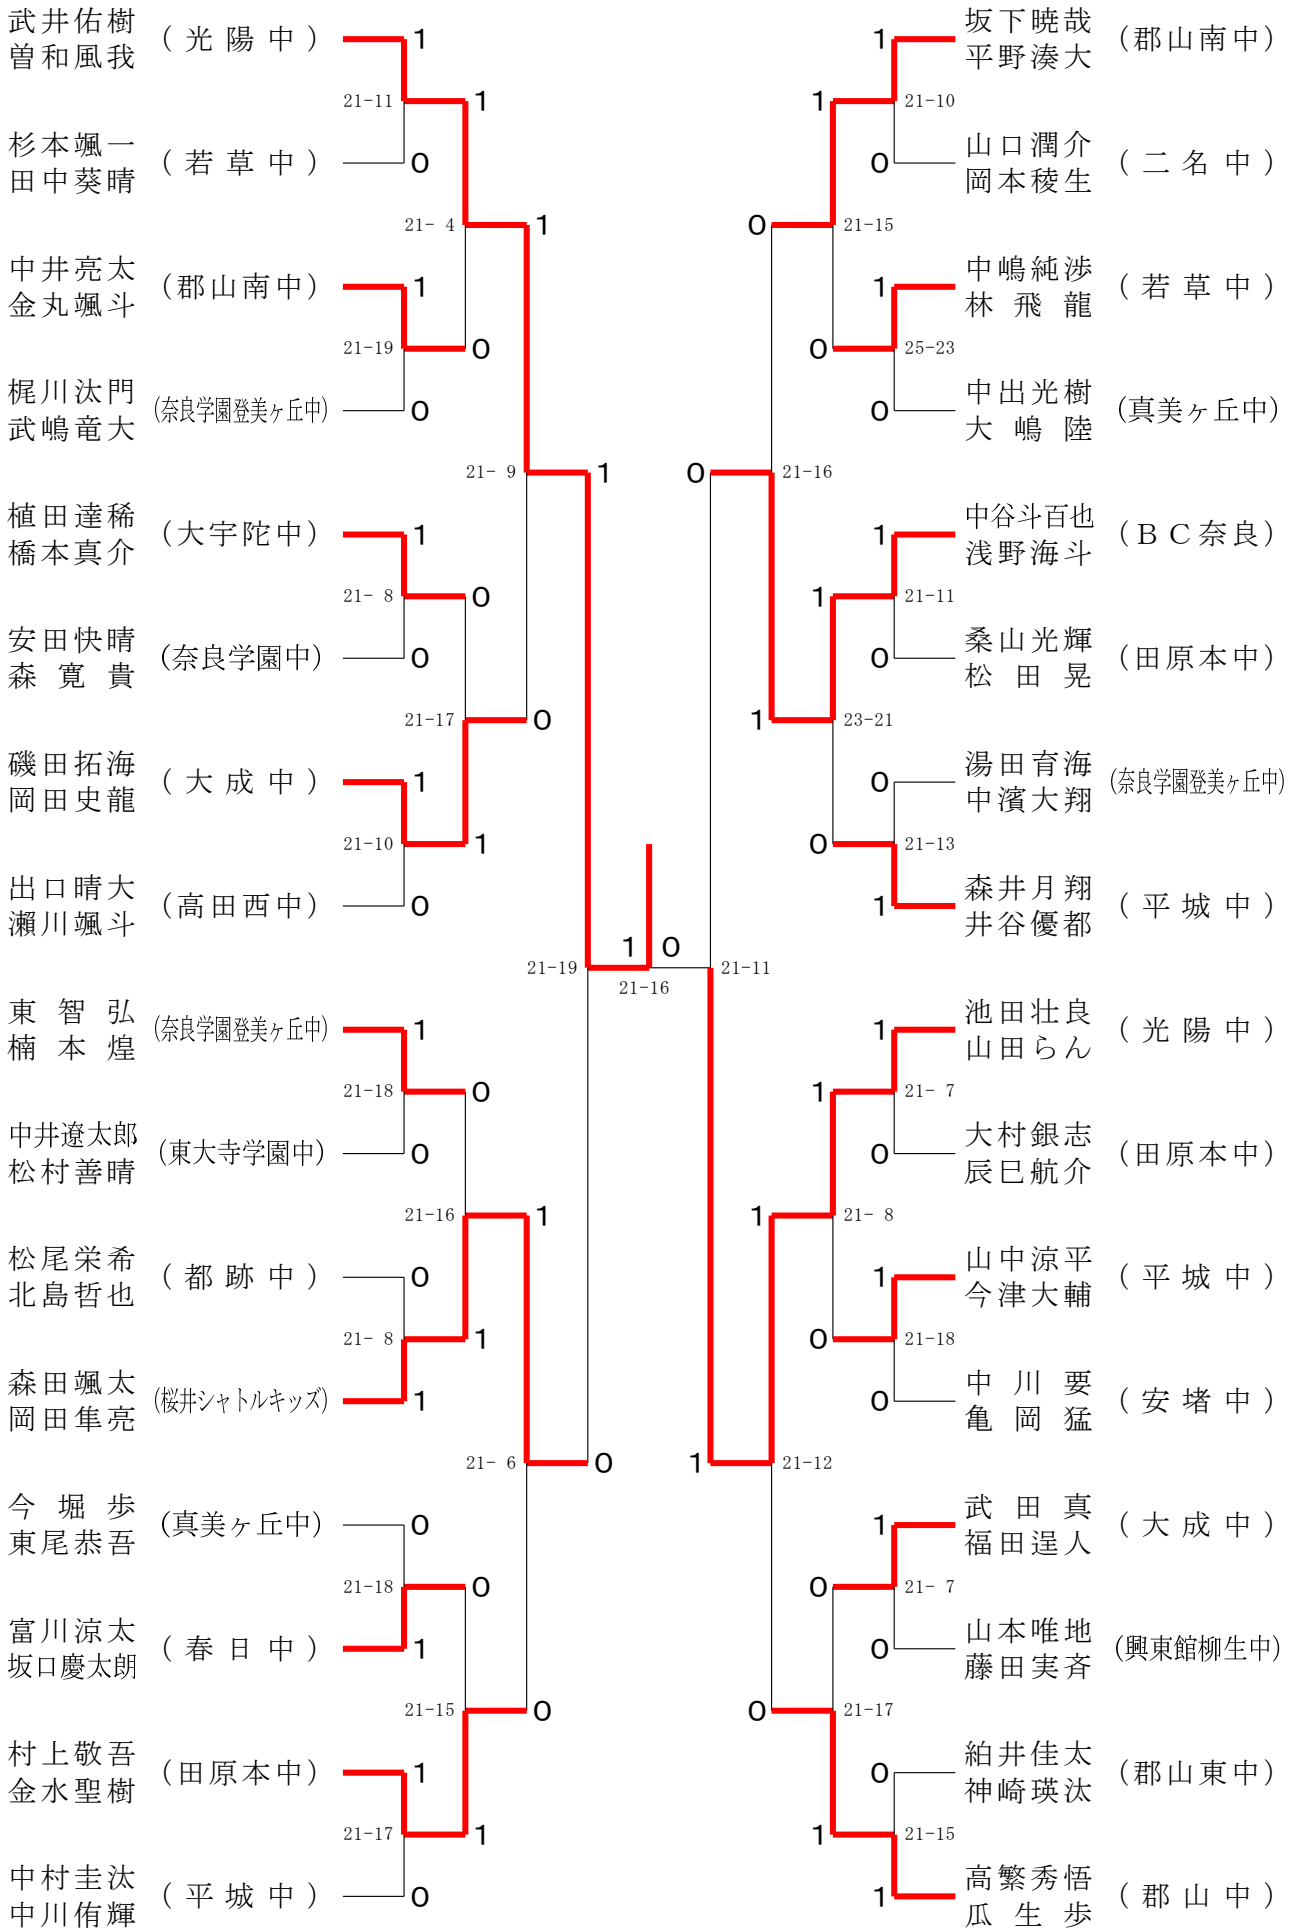 武井佑樹
曽和風我
(光陽中)
1
21-11
1
杉本颯一
田中葵晴
(若草中)
0
21- 4
1
中井亮太
金丸颯斗
(郡山南中)
1
21-19
0
梶川汰門
武嶋竜大
(奈良学園登美ヶ丘中)
0
21- 9
1
植田達稀
橋本真介
(大宇陀中)
1
21- 8
0
安田快晴
森寛貴
(奈良学園中)
0
21-17
0
磯田拓海
岡田史龍
(大成中)
1
21-10
1
出口晴大
瀬川颯斗
(高田西中)
0
21-19
1
0
21-16
21-11
東智弘
楠本煌
(奈良学園登美ヶ丘中)
1
21-18
0
中井遼太郎
松村善晴
(東大寺学園中)
0
21-16
1
松尾栄希
北島哲也
(都跡中)
0
21- 8
1
森田颯太
岡田隼亮
(桜井シャトルキッズ)
1
21- 6
0
今堀歩
東尾恭吾
(真美ヶ丘中)
0
21-18
0
富川涼太
坂口慶太朗
(春日中)
1
21-15
0
村上敬吾
金水聖樹
(田原本中)
1
21-17
1
中村圭汰
中川侑輝
(平城中)
0
1
坂下暁哉
平野湊大
(郡山南中)
1
21-10
0
山口潤介
岡本稜生
(二名中)
0
21-15
1
中嶋純渉
林飛龍
(若草中)
0
25-23
0
中出光樹
大嶋陸
(真美ヶ丘中)
0
21-16
1
中谷斗百也
浅野海斗
(BC奈良)
1
21-11
0
桑山光輝
松田晃
(田原本中)
1
23-21
0
湯田育海
中濱大翔
(奈良学園登美ヶ丘中)
0
21-13
1
森井月翔
井谷優都
(平城中)
1
池田壮良
山田らん
(光陽中)
1
21- 7
0
大村銀志
辰巳航介
(田原本中)
1
21- 8
1
山中涼平
今津大輔
(平城中)
0
21-18
0
中川要
亀岡猛
(安堵中)
1
21-12
1
武田真
福田逞人
(大成中)
0
21- 7
0
山本唯地
藤田実斉
(興東館柳生中)
0
21-17
0
絈井佳太
神崎瑛汰
(郡山東中)
1
21-15
1
高繁秀悟
瓜生歩
(郡山中)